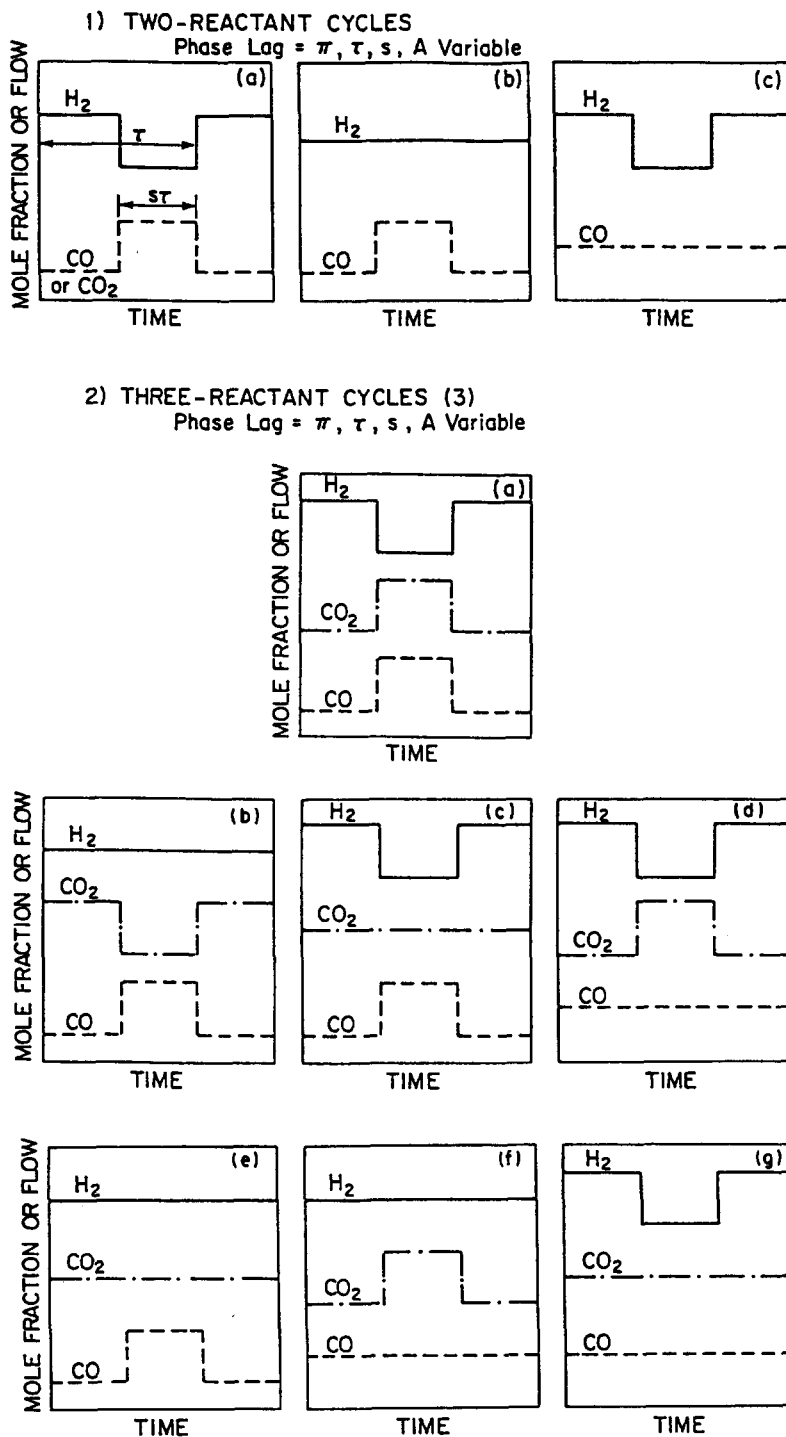 1) TWO-REACTANT CYCLES
Phase Lag = π, τ, s, A Variable
MOLE FRACTION OR FLOW
(a)
H2
τ
sτ
CO
or CO2
TIME
(b)
H2
CO
TIME
(c)
H2
CO
TIME
2) THREE-REACTANT CYCLES (3)
Phase Lag = π, τ, s, A Variable
MOLE FRACTION OR FLOW
H2
(a)
CO2
CO
TIME
MOLE FRACTION OR FLOW
(b)
H2
CO2
CO
TIME
H2
(c)
CO2
CO
TIME
H2
(d)
CO2
CO
TIME
MOLE FRACTION OR FLOW
(e)
H2
CO2
CO
TIME
(f)
H2
CO2
CO
TIME
H2
(g)
CO2
CO
TIME